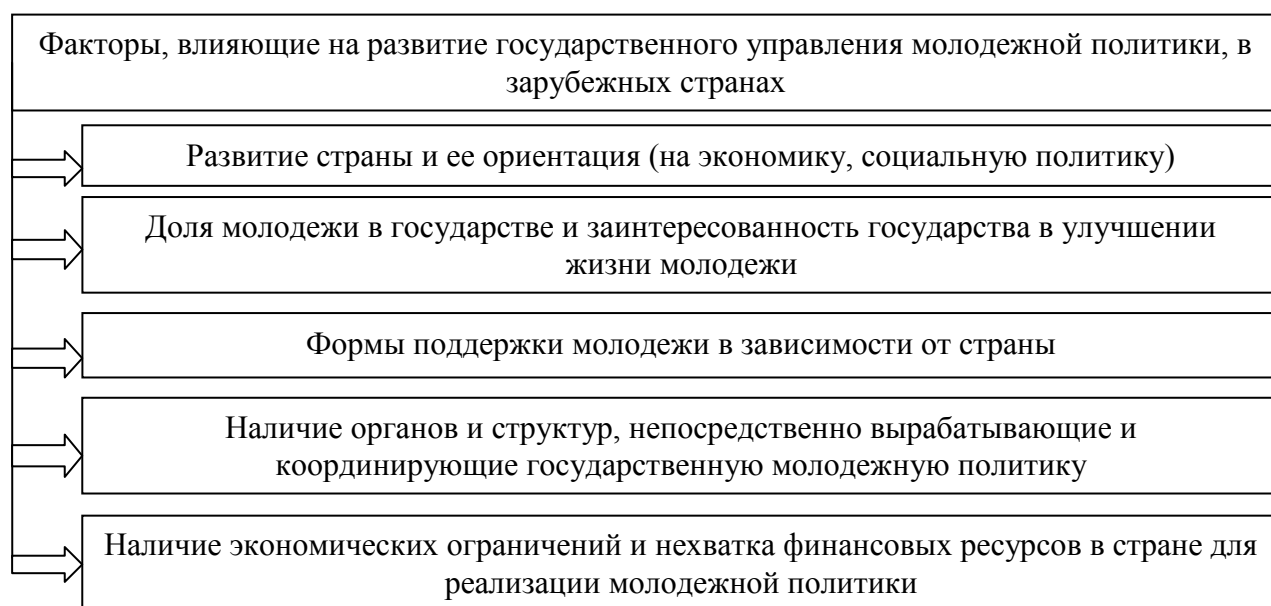 Факторы, влияющие на развитие государственного управления молодежной политики, в
зарубежных странах
Развитие страны и ее ориентация (на экономику, социальную политику)
Доля молодежи в государстве и заинтересованность государства в улучшении
жизни молодежи
Формы поддержки молодежи в зависимости от страны
Наличие органов и структур, непосредственно вырабатывающие и
координирующие государственную молодежную политику
Наличие экономических ограничений и нехватка финансовых ресурсов в стране для
реализации молодежной политики